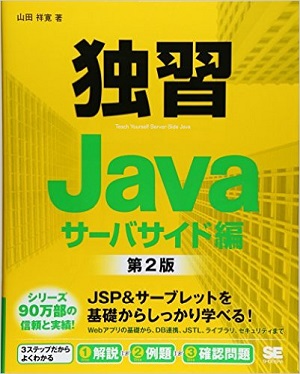 山田 祥寛 著
独習
Teach Yourself Server Side Java
Java
サーバサイド編
第2版
シリーズ
90万部の
信頼と実績!
JSP&サーブレットを
基礎からしっかり学べる!
Webアプリの基礎から、DB連携、JSTL、ライブラリ、セキュリティまで
3ステップだから
よくわかる
1 解説 2 例題 3 確認問題
SE
SHOEISHA